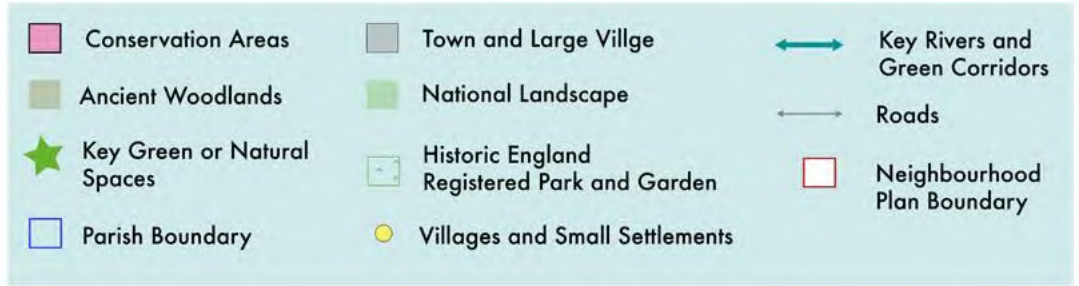 Conservation Areas
Ancient Woodlands
Key Green or Natural
Spaces
Parish Boundary
Town and Large Villge
National Landscape
Historic England
Registered Park and Garden
Villages and Small Settlements
Key Rivers and
Green Corridors
Roads
Neighbourhood
Plan Boundary